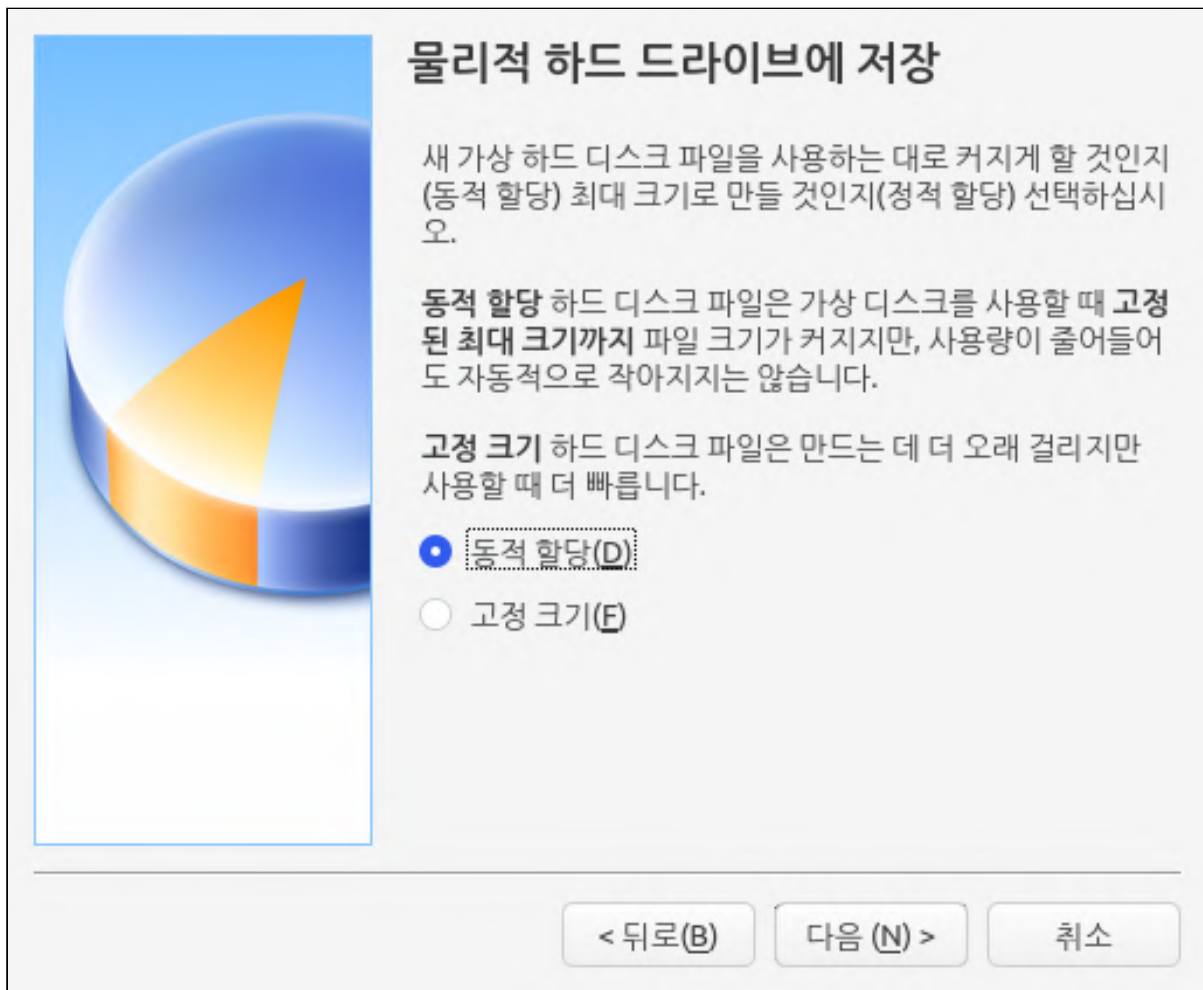 물리적 하드 드라이브에 저장
새 가상 하드 디스크 파일을 사용하는 대로 커지게 할 것인지
(동적 할당) 최대 크기로 만들 것인지(정적 할당) 선택하십시
오.
동적 할당 하드 디스크 파일은 가상 디스크를 사용할 때 고정
된 최대 크기까지 파일 크기가 커지지만, 사용량이 줄어들어
도 자동적으로 작아지지는 않습니다.
고정 크기 하드 디스크 파일은 만드는 데 더 오래 걸리지만
사용할 때 더 빠릅니다.
동적 할당(D)
고정 크기(F)
< 뒤로(B)
다음 (N) >
취소